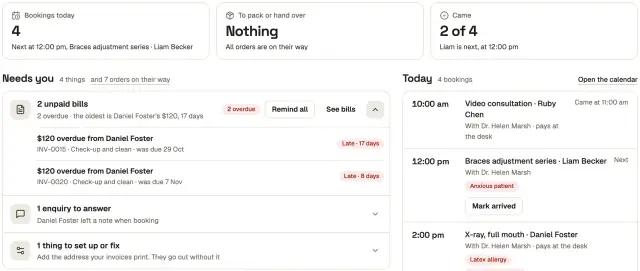 Bookings today
4
Next at 12:00 pm, Braces adjustment series · Liam Becker
To pack or hand over
Nothing
All orders are on their way
Came
2 of 4
Liam is next, at 12:00 pm
Needs you 4 things and 7 orders on their way
2 unpaid bills
2 overdue · the oldest is Daniel Foster's $120, 17 days
2 overdue
Remind all
See bills
$120 overdue from Daniel Foster
INV-0015 · Check-up and clean · was due 29 Oct
Late · 17 days
$120 overdue from Daniel Foster
INV-0020 · Check-up and clean · was due 7 Nov
Late · 8 days
1 enquiry to answer
Daniel Foster left a note when booking
1 thing to set up or fix
Add the address your invoices print. They go out without it
Today 4 bookings Open the calendar
10:00 am
Video consultation · Ruby
Chen
Came at 11:00 am
With Dr. Helen Marsh · pays at
the desk
12:00 pm
Braces adjustment series · Liam Becker
Next
With Dr. Helen Marsh
Anxious patient
Mark arrived
2:00 pm
X-ray, full mouth · Daniel Foster
With Dr. Helen Marsh · pays at the desk
Latex allergy